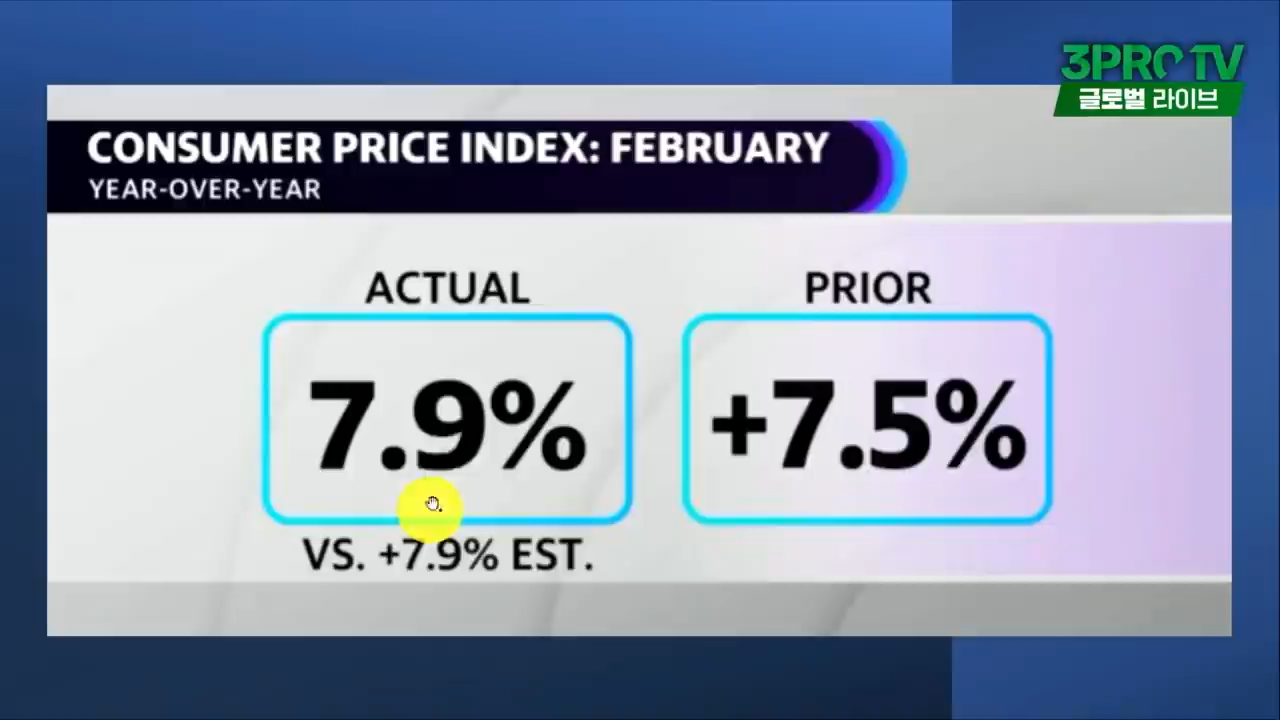 3PRO TV
글로벌 라이브
CONSUMER PRICE INDEX: FEBRUARY
YEAR-OVER-YEAR
ACTUAL
PRIOR
7.9%
+7.5%
VS. +7.9% EST.